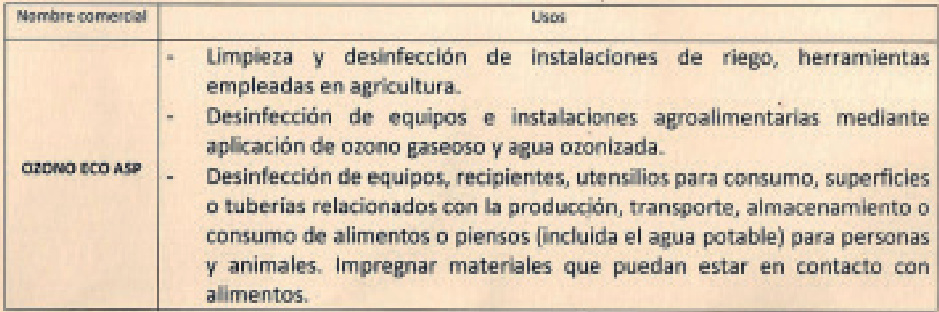 Nombre comercial Usos
- Limpieza y desinfección de instalaciones de riego, herramientas
empleadas en agricultura.
- Desinfección de equipos e instalaciones agroalimentarias mediante
aplicación de ozono gaseoso y agua ozonizada.
OZONO ECO ASP
- Desinfección de equipos, recipientes, utensilios para consumo, superficies
o tuberías relacionados con la producción, transporte, almacenamiento o
consumo de alimentos o piensos (incluida el agua potable) para personas
y animales. Impregnar materiales que puedan estar en contacto con
alimentos.